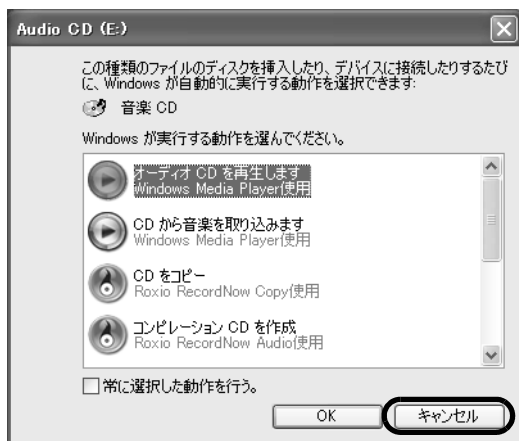 Audio CD (E:)
この種類のファイルのディスクを挿入したり、デバイスに接続したりするたび
に、Windows が自動的に実行する動作を選択できます:
音楽 CD
Windows が実行する動作を選んでください。
オーディオ CD を再生します
Windows Media Player使用
CD から音楽を取り込みます
Windows Media Player使用
CD をコピー
Roxio RecordNow Copy使用
コンピレーション CD を作成
Roxio RecordNow Audio使用
常に選択した動作を行う。
OK キャンセル